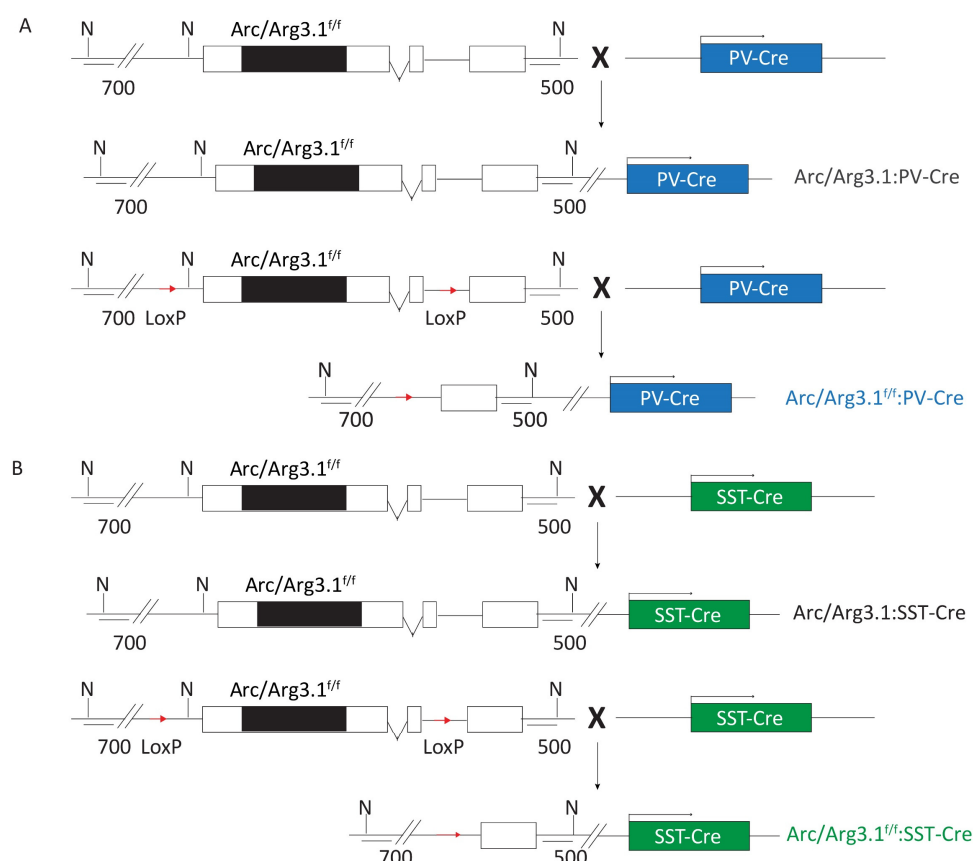 A
Arc/Arg3.1f/f
N N N
X PV-Cre
700 500
Arc/Arg3.1f/f
N N N
PV-Cre Arc/Arg3.1:PV-Cre
700 500
Arc/Arg3.1f/f
N N N
X PV-Cre
700 LoxP LoxP 500
N N
PV-Cre Arc/Arg3.1f/f:PV-Cre
700 500
B
Arc/Arg3.1f/f
N N N
X SST-Cre
700 500
Arc/Arg3.1f/f
N N N
SST-Cre Arc/Arg3.1:SST-Cre
700 500
Arc/Arg3.1f/f
N N N
X SST-Cre
700 LoxP LoxP 500
N N
SST-Cre Arc/Arg3.1f/f:SST-Cre
700 500